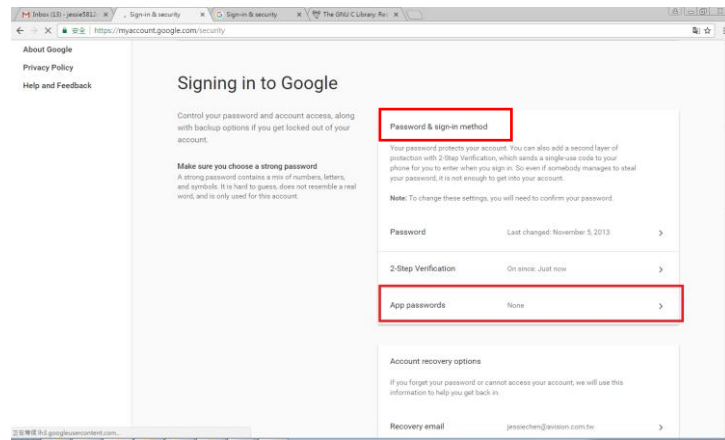 Inbox (13) - jessie5812
Sign-in & security
Sign-in & security
The GNU C Library: Re
安全 | https://myaccount.google.com/security
About Google
Privacy Policy
Help and Feedback
Signing in to Google
Control your password and account access, along
with backup options if you get locked out of your
account.
Make sure you choose a strong password
A strong password contains a mix of numbers, letters,
and symbols. It is hard to guess, does not resemble a real
word, and is only used for this account.
Password & sign-in method
Your password protects your account. You can also add a second layer of
protection with 2-Step Verification, which sends a single-use code to your
phone for you to enter when you sign in. So even if somebody manages to steal
your password, it is not enough to get into your account.
Note: To change these settings, you will need to confirm your password.
Password
Last changed: November 5, 2013
2-Step Verification
On since: Just now
App passwords
None
Account recovery options
If you forget your password or cannot access your account, we will use this
information to help you get back in.
Recovery email
jessiechen@avision.com.tw
lh3.googleusercontent.com...